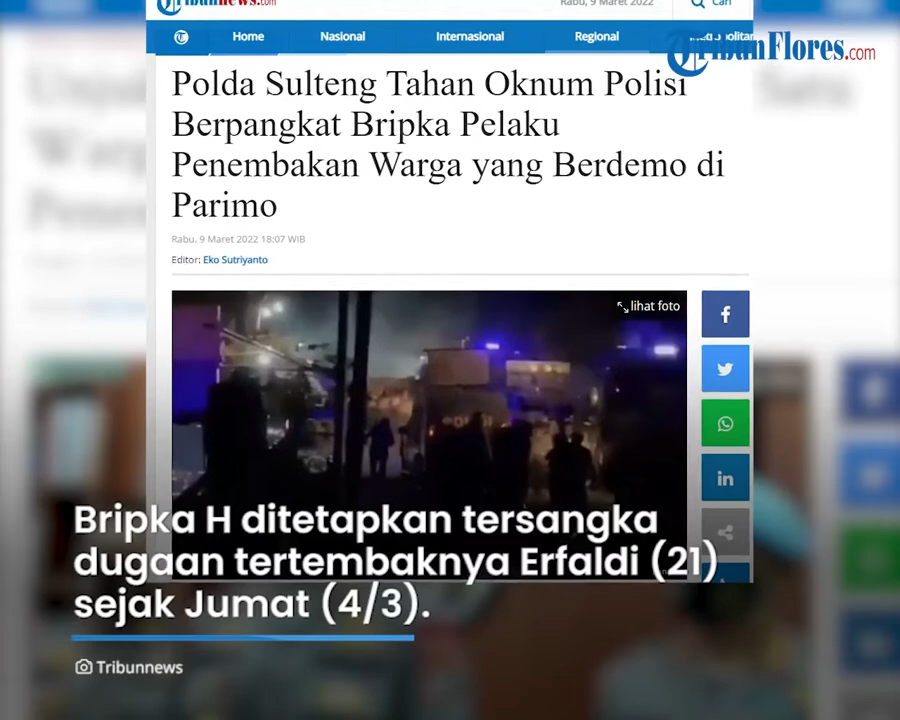 Tribunnews.com
Rabu, 9 Maret 2022
Cari
Home Nasional Internasional Regional
TribunFlores.com
Polda Sulteng Tahan Oknum Polisi
Berpangkat Bripka Pelaku
Penembakan Warga yang Berdemo di
Parimo
Rabu, 9 Maret 2022 18:07 WIB
Editor: Eko Sutriyanto
lihat foto
Bripka H ditetapkan tersangka
dugaan tertembaknya Erfaldi (21)
sejak Jumat (4/3).
Tribunnews